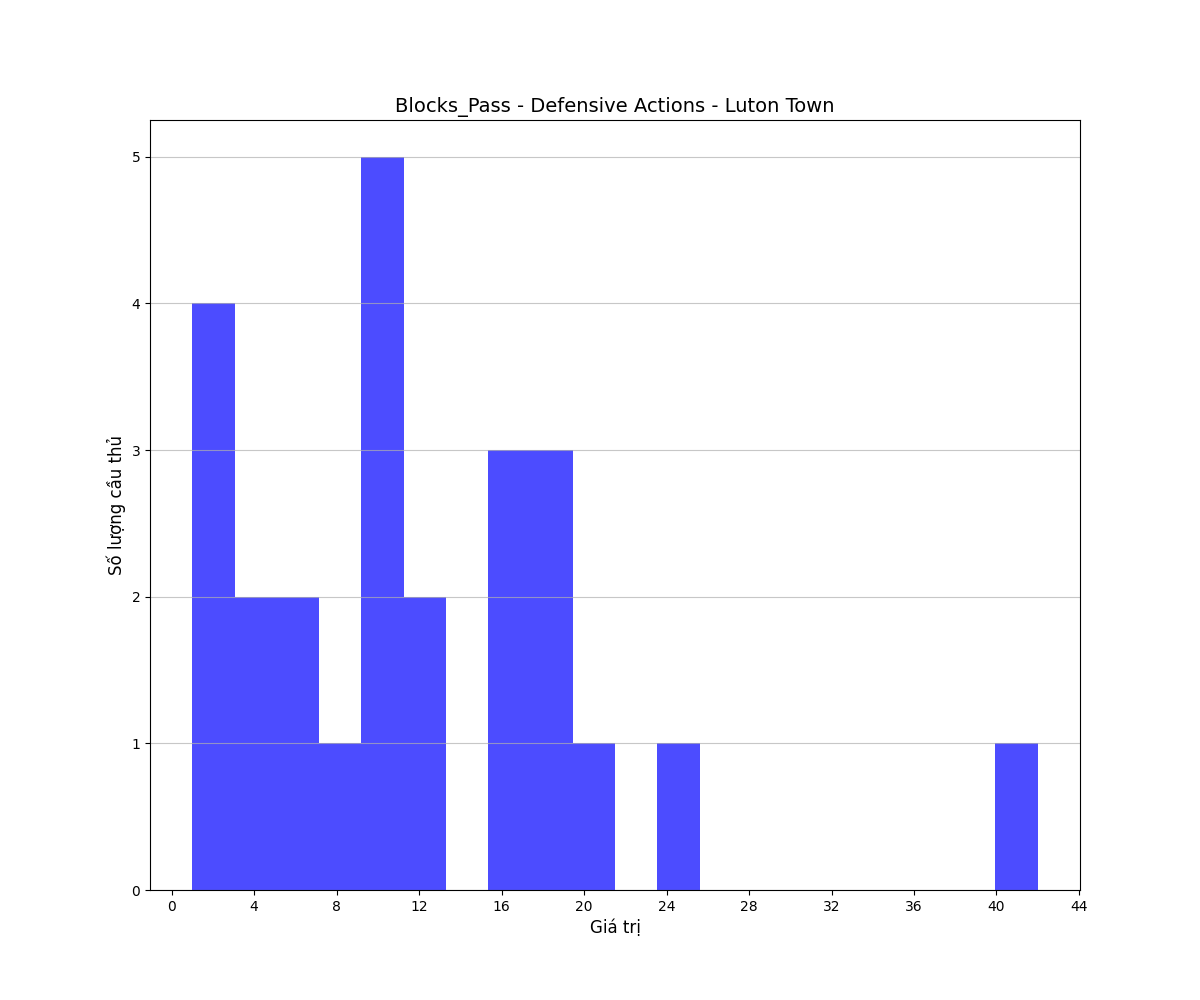 Blocks_Pass - Defensive Actions - Luton Town
5
4
3
2
1
0
Số lượng cầu thủ
0 4 8 12 16 20 24 28 32 36 40 44
Giá trị